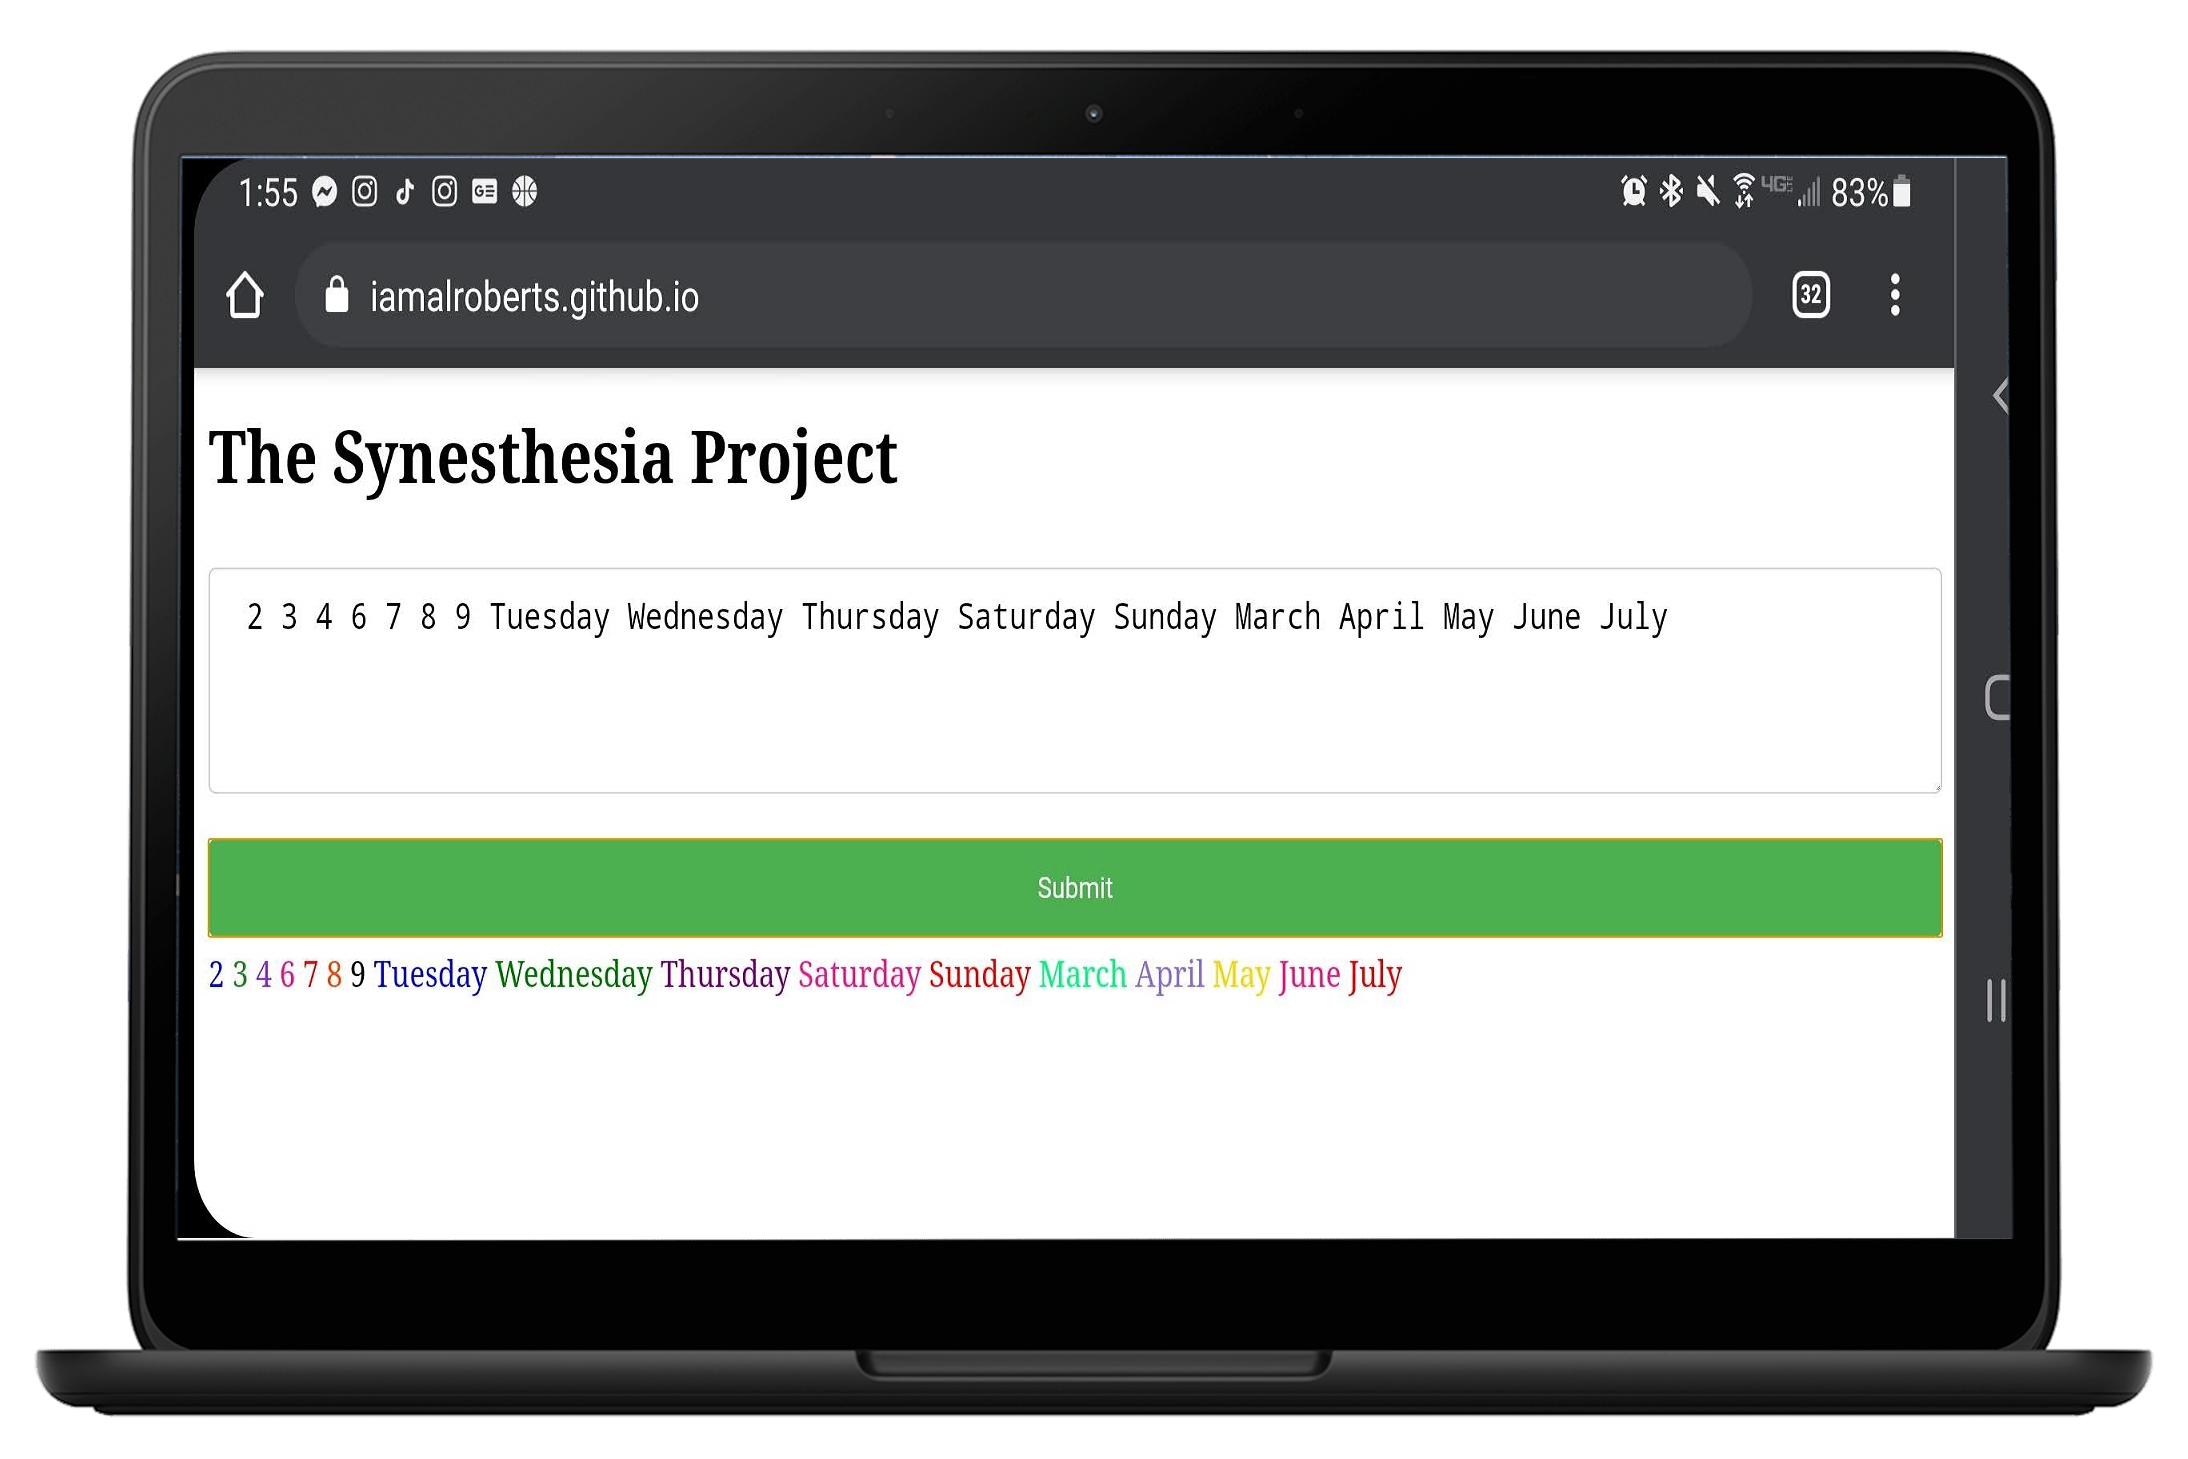 1:55 GE 4G 83%
iamalroberts.github.io 32
The Synesthesia Project
2 3 4 6 7 8 9 Tuesday Wednesday Thursday Saturday Sunday March April May June July
Submit
2 3 4 6 7 8 9 Tuesday Wednesday Thursday Saturday Sunday March April May June July